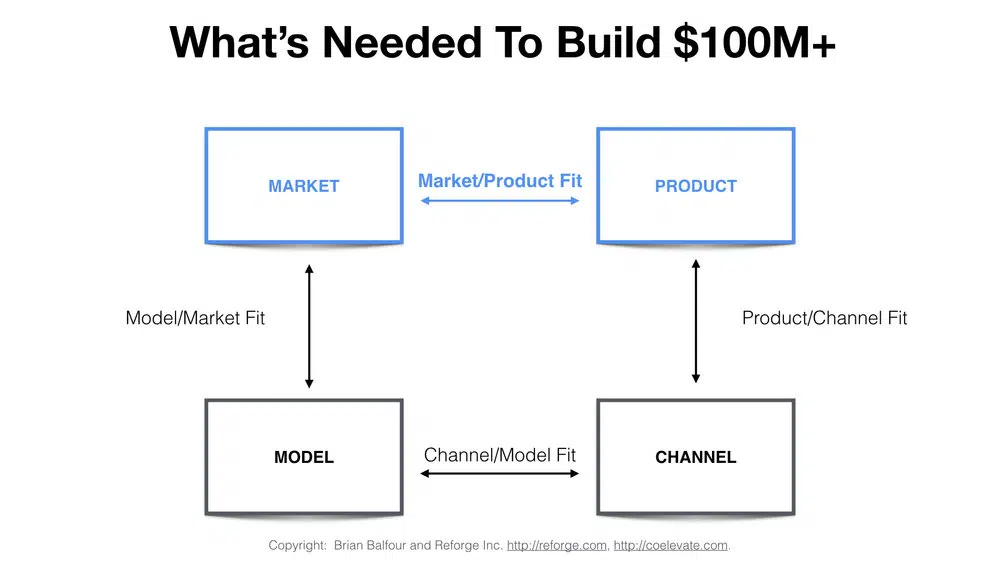 What’s Needed To Build $100M+
MARKET
Market/Product Fit
PRODUCT
Model/Market Fit
Product/Channel Fit
MODEL
Channel/Model Fit
CHANNEL
Copyright: Brian Balfour and Reforge Inc. http://reforge.com, http://coelevate.com.